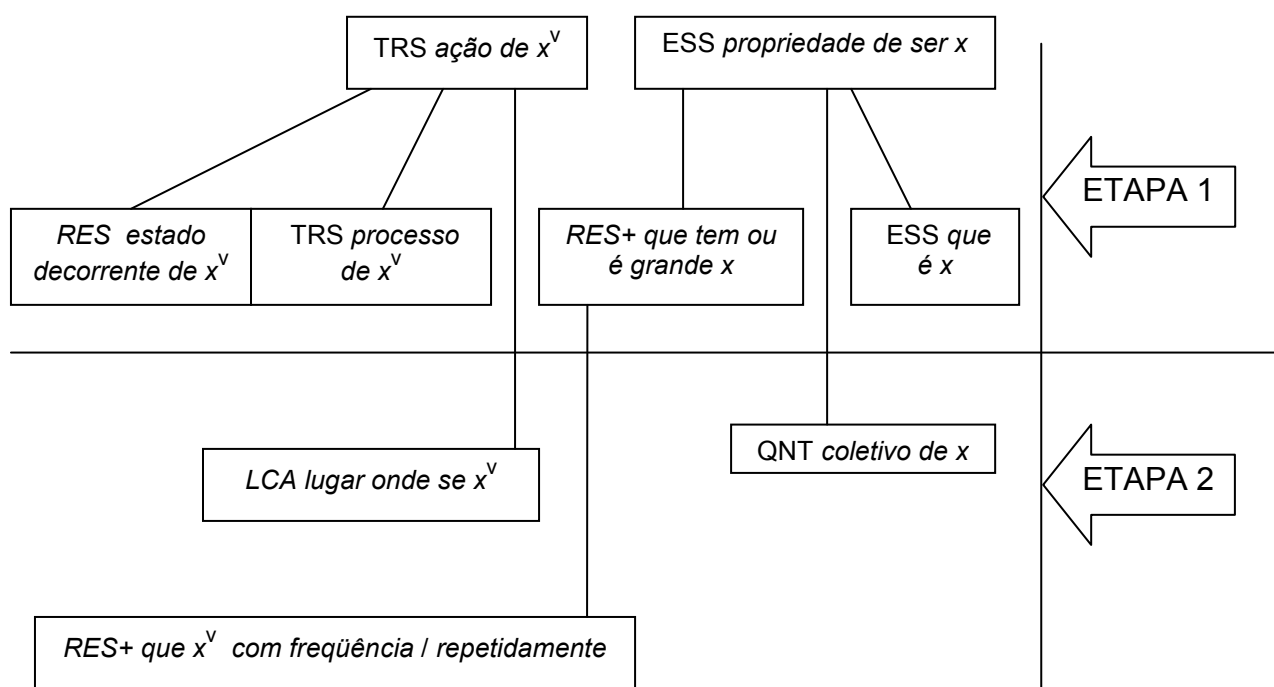 TRS ação de xᵛ
ESS propriedade de ser x
ETAPA 1
RES estado
decorrente de xᵛ
TRS processo
de xᵛ
RES+ que tem ou
é grande x
ESS que
é x
QNT coletivo de x
LCA lugar onde se xᵛ
ETAPA 2
RES+ que xᵛ com freqüência / repetidamente